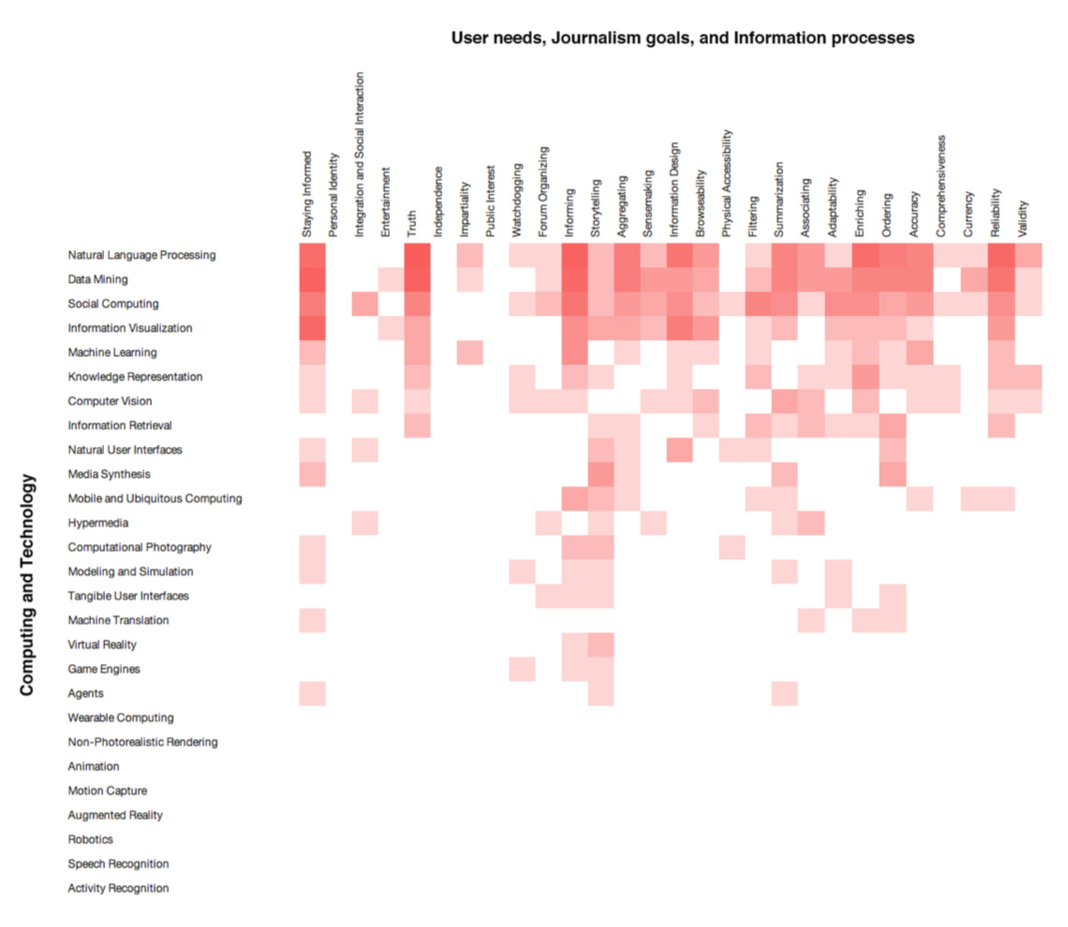 User needs, Journalism goals, and Information processes
Staying Informed
Personal Identity
Integration and Social Interaction
Entertainment
Truth
Independence
Impartiality
Public Interest
Watchdogging
Forum Organizing
Informing
Storytelling
Aggregating
Sensemaking
Information Design
Browseability
Physical Accessibility
Filtering
Summarization
Associating
Adaptability
Enriching
Ordering
Accuracy
Comprehensiveness
Currency
Reliability
Validity
Computing and Technology
Natural Language Processing
Data Mining
Social Computing
Information Visualization
Machine Learning
Knowledge Representation
Computer Vision
Information Retrieval
Natural User Interfaces
Media Synthesis
Mobile and Ubiquitous Computing
Hypermedia
Computational Photography
Modeling and Simulation
Tangible User Interfaces
Machine Translation
Virtual Reality
Game Engines
Agents
Wearable Computing
Non-Photorealistic Rendering
Animation
Motion Capture
Augmented Reality
Robotics
Speech Recognition
Activity Recognition